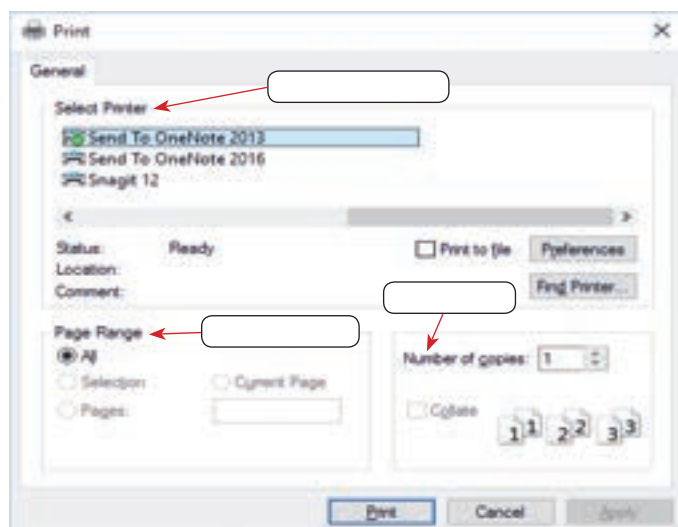 Print
General
Select Printer
Send To OneNote 2013
Send To OneNote 2016
Snagit 12
Status: Ready
Print to file
Preferences
Location:
Comment:
Find Printer...
Page Range
All
Selection
Current Page
Pages:
Number of copies: 1
Collate
1 1 2 2 3 3
Print
Cancel
Apply